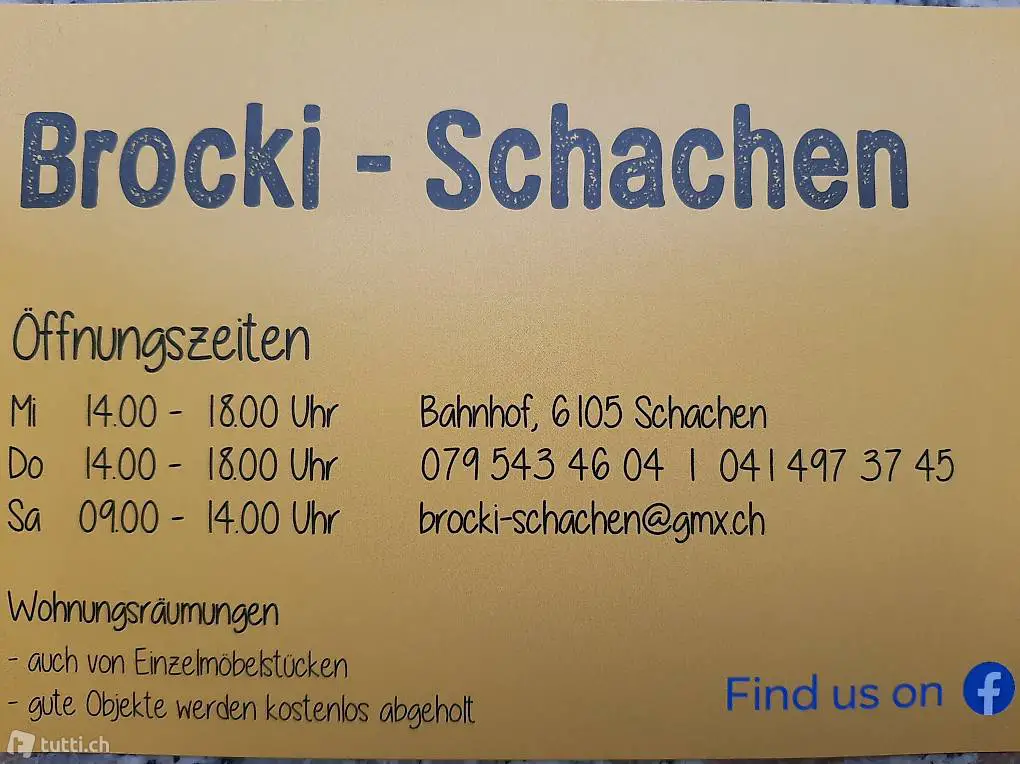 Brocki - Schachen
Öffnungszeiten
Mi 14.00 - 18.00 Uhr
Do 14.00 - 18.00 Uhr
Sa 09.00 - 14.00 Uhr
Bahnhof, 6105 Schachen
079 543 46 04 | 041 497 37 45
brocki-schachen@gmx.ch
Wohnungsräumungen
- auch von Einzelmöbelstücken
- gute Objekte werden kostenlos abgeholt
Find us on
tutti.ch